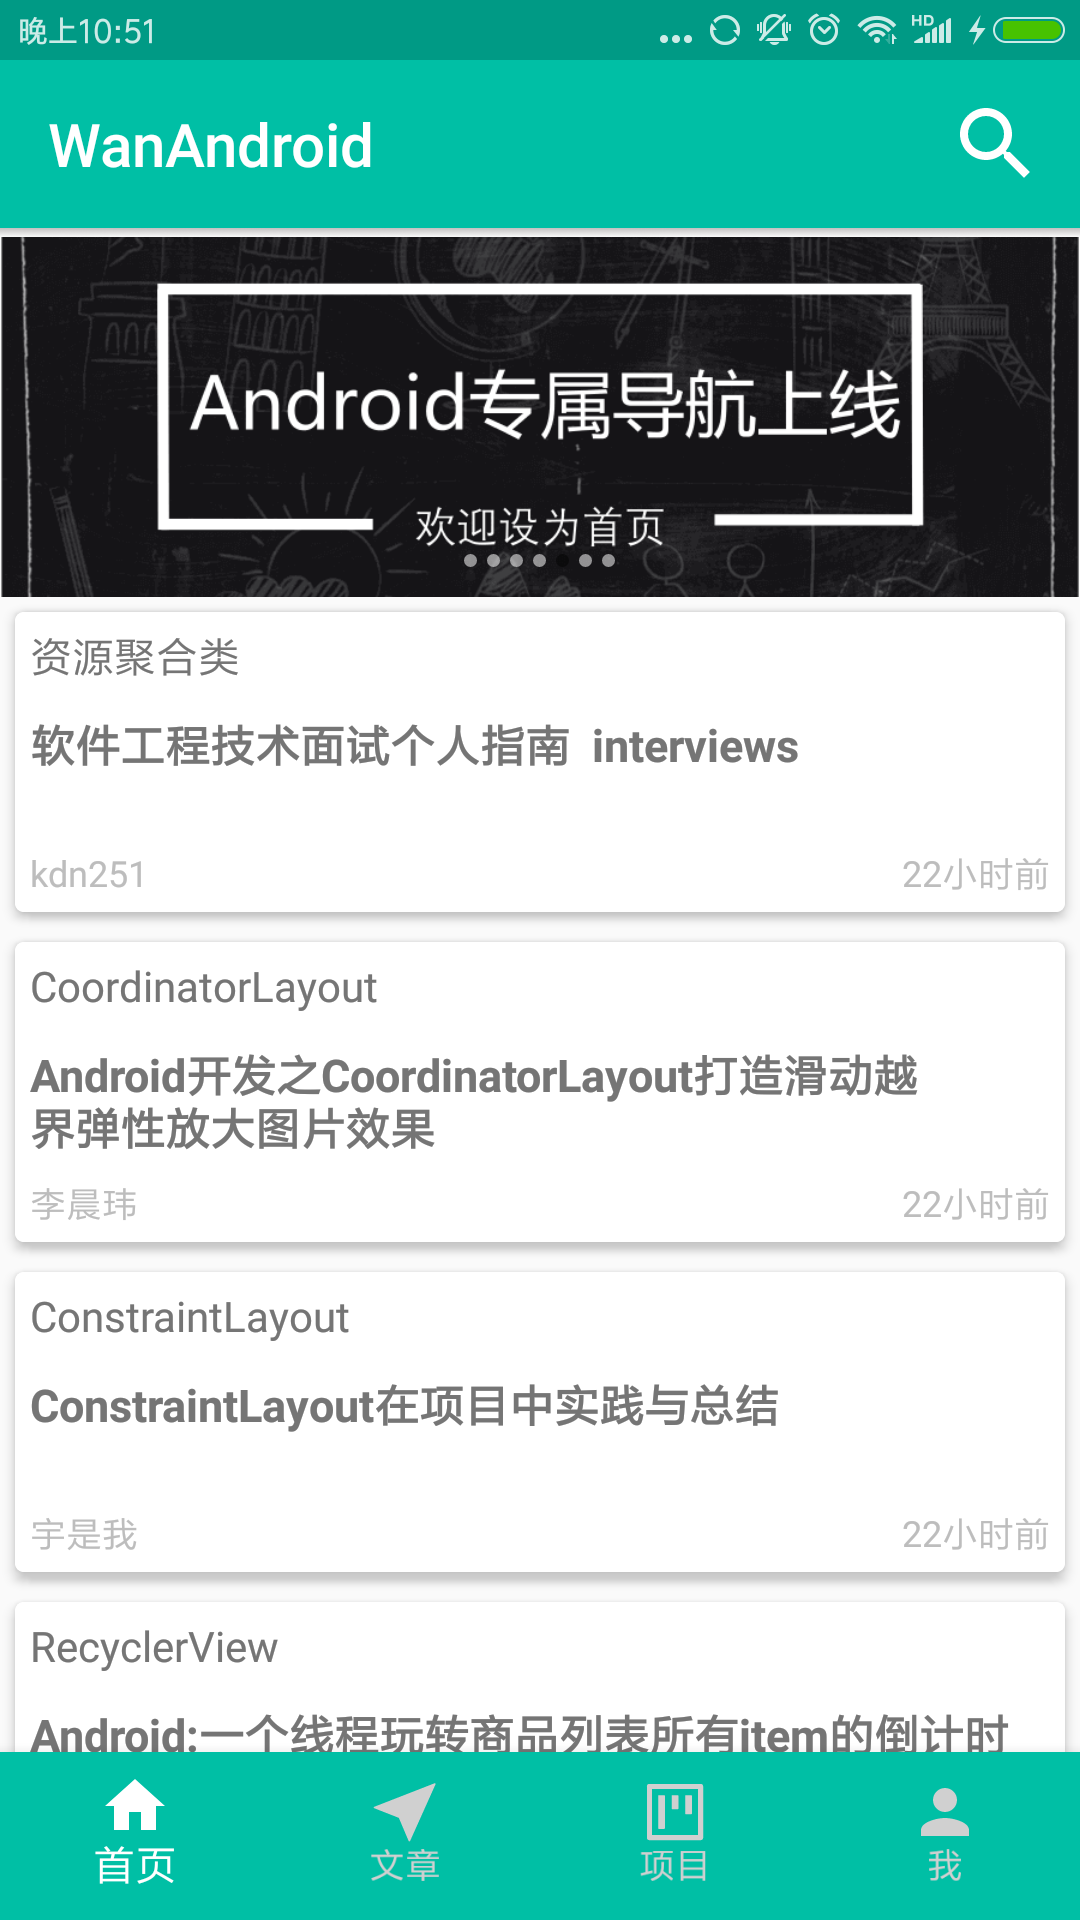 晚上10:51
HD
WanAndroid
Android专属导航上线
欢迎设为首页
资源聚合类
软件工程技术面试个人指南 interviews
kdn251
22小时前
CoordinatorLayout
Android开发之CoordinatorLayout打造滑动越
界弹性放大图片效果
李晨玮
22小时前
ConstraintLayout
ConstraintLayout在项目中实践与总结
宇是我
22小时前
RecyclerView
Android:一个线程玩转商品列表所有item的倒计时
首页
文章
项目
我